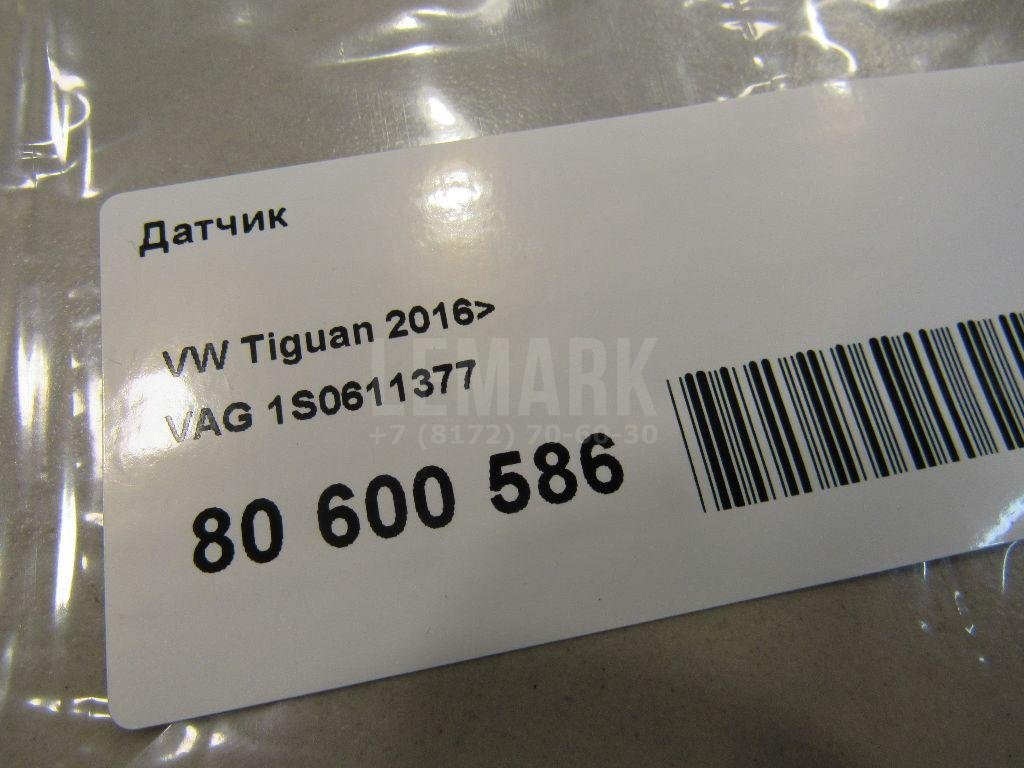 Датчик
VW Tiguan 2016>
VAG 1S0611377
80 600 586
LEMARK
+7 (8172) 70-60-30